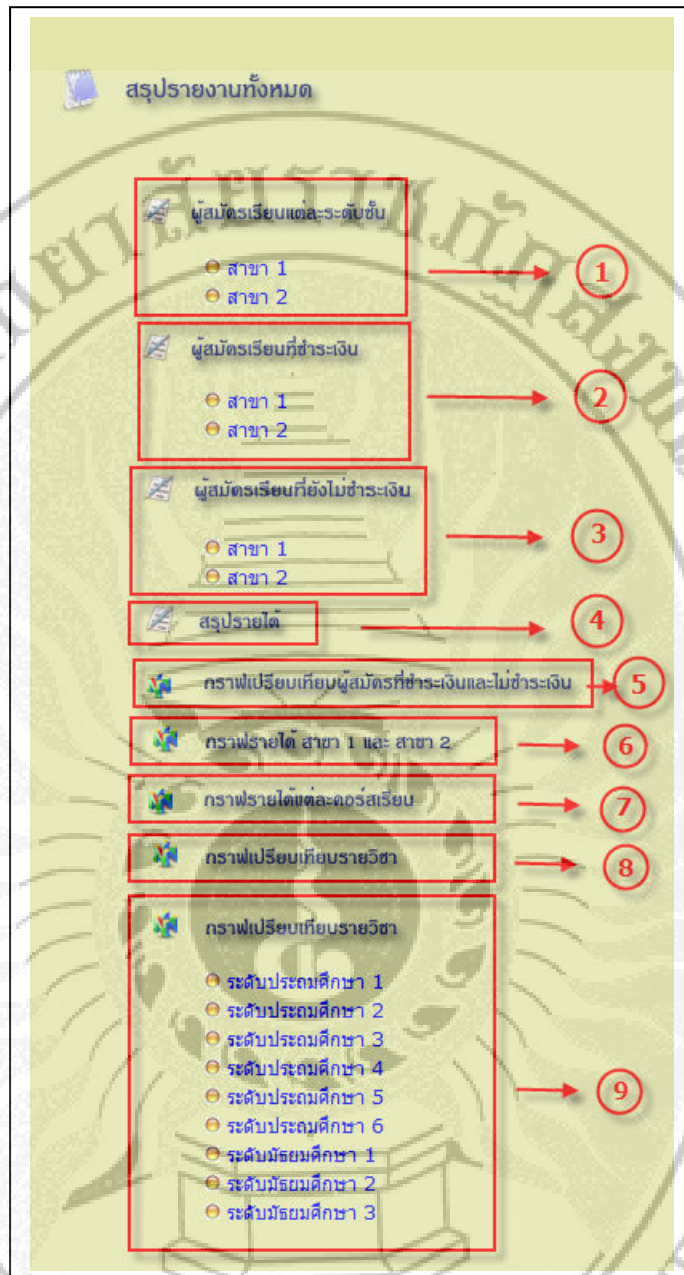 สรุปรายงานทั้งหมด
ผู้สมัครเรียนแต่ละระดับชั้น
สาขา 1
สาขา 2
1
ผู้สมัครเรียนที่ชำระเงิน
สาขา 1
สาขา 2
2
ผู้สมัครเรียนที่ยังไม่ชำระเงิน
สาขา 1
สาขา 2
3
สรุปรายได้
4
กราฟเปรียบเทียบผู้สมัครที่ชำระเงินและไม่ชำระเงิน
5
กราฟรายได้ สาขา 1 และ สาขา 2
6
กราฟรายได้แต่ละคอร์สเรียน
7
กราฟเปรียบเทียบรายวิชา
8
กราฟเปรียบเทียบรายวิชา
ระดับประถมศึกษา 1
ระดับประถมศึกษา 2
ระดับประถมศึกษา 3
ระดับประถมศึกษา 4
ระดับประถมศึกษา 5
ระดับประถมศึกษา 6
ระดับมัธยมศึกษา 1
ระดับมัธยมศึกษา 2
ระดับมัธยมศึกษา 3
9